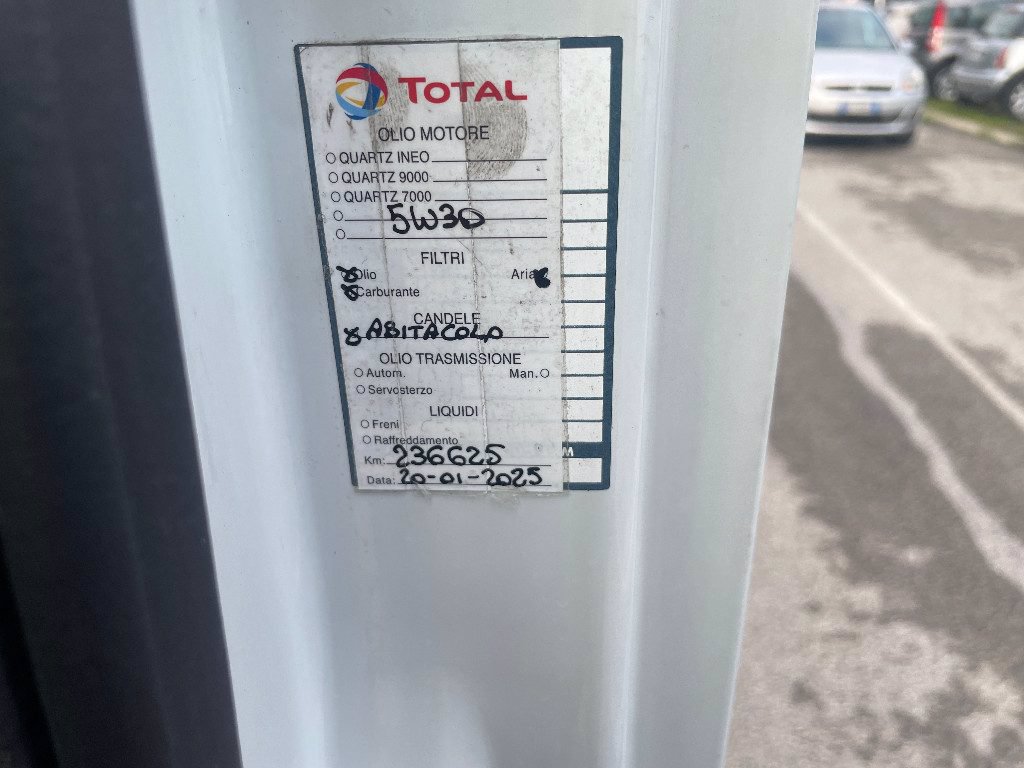 TOTAL
OLIO MOTORE
QUARTZ INEO
QUARTZ 9000
QUARTZ 7000
5W30
FILTRI
Olio Aria
Carburante
CANDELE
ABITACOLO
OLIO TRASMISSIONE
Autom. Man.
Servosterzo
LIQUIDI
Freni
Raffreddamento
Km: 236625
Data: 20-01-2025